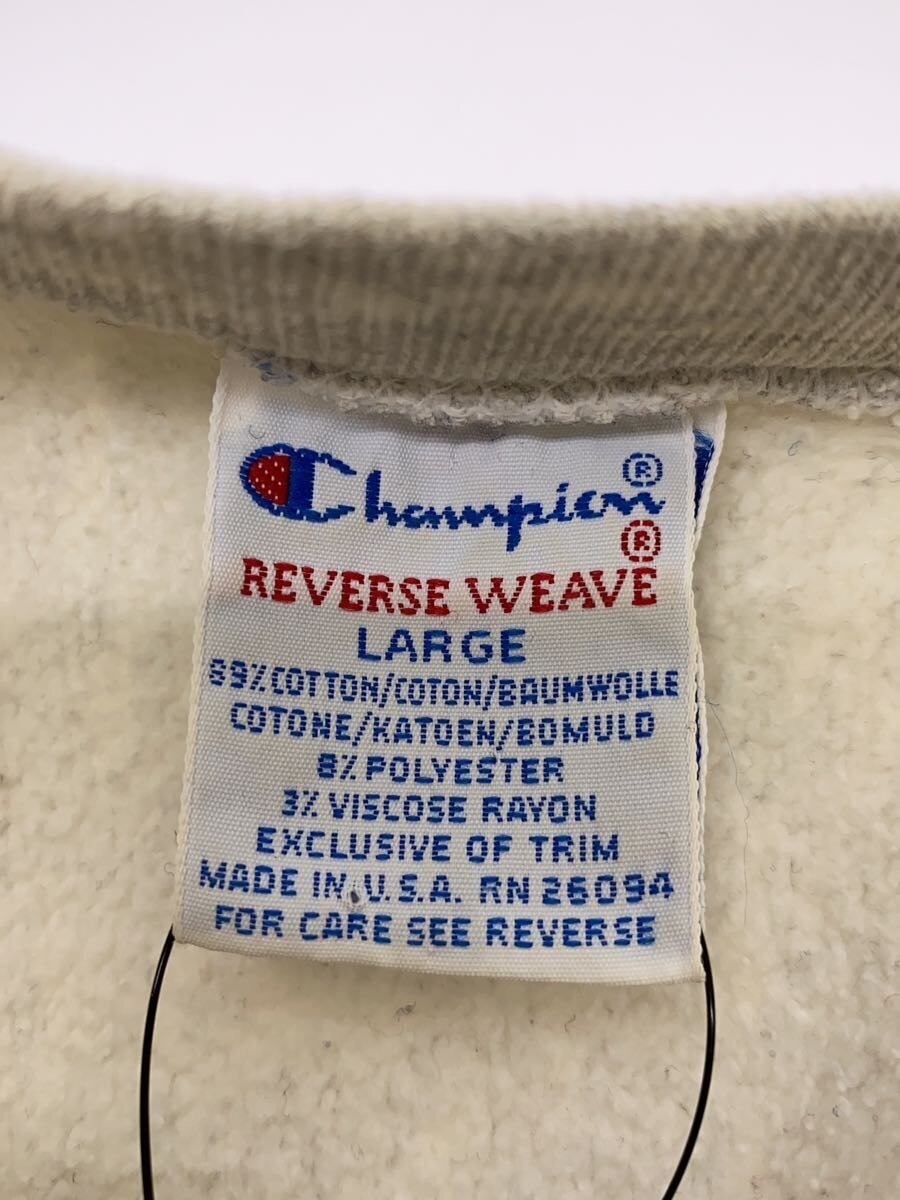 Champion®
REVERSE WEAVE®
LARGE
89% COTTON/COTON/BAUMWOLLE
COTONE/KATOEN/BOMULD
8% POLYESTER
3% VISCOSE RAYON
EXCLUSIVE OF TRIM
MADE IN U.S.A. RN 26094
FOR CARE SEE REVERSE